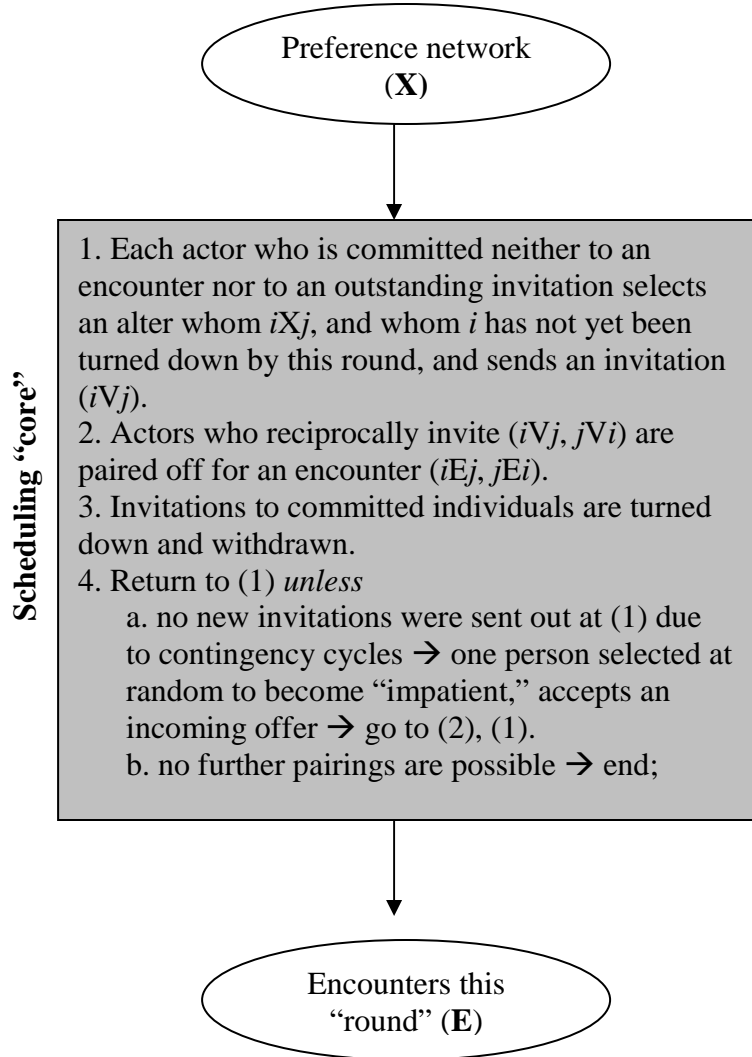 Preference network
(X)
Scheduling “core”
1. Each actor who is committed neither to an
encounter nor to an outstanding invitation selects
an alter whom iXj, and whom i has not yet been
turned down by this round, and sends an invitation
(iVj).
2. Actors who reciprocally invite (iVj, jVi) are
paired off for an encounter (iEj, jEi).
3. Invitations to committed individuals are turned
down and withdrawn.
4. Return to (1) unless
a. no new invitations were sent out at (1) due
to contingency cycles → one person selected at
random to become “impatient,” accepts an
incoming offer → go to (2), (1).
b. no further pairings are possible → end;
Encounters this
“round” (E)